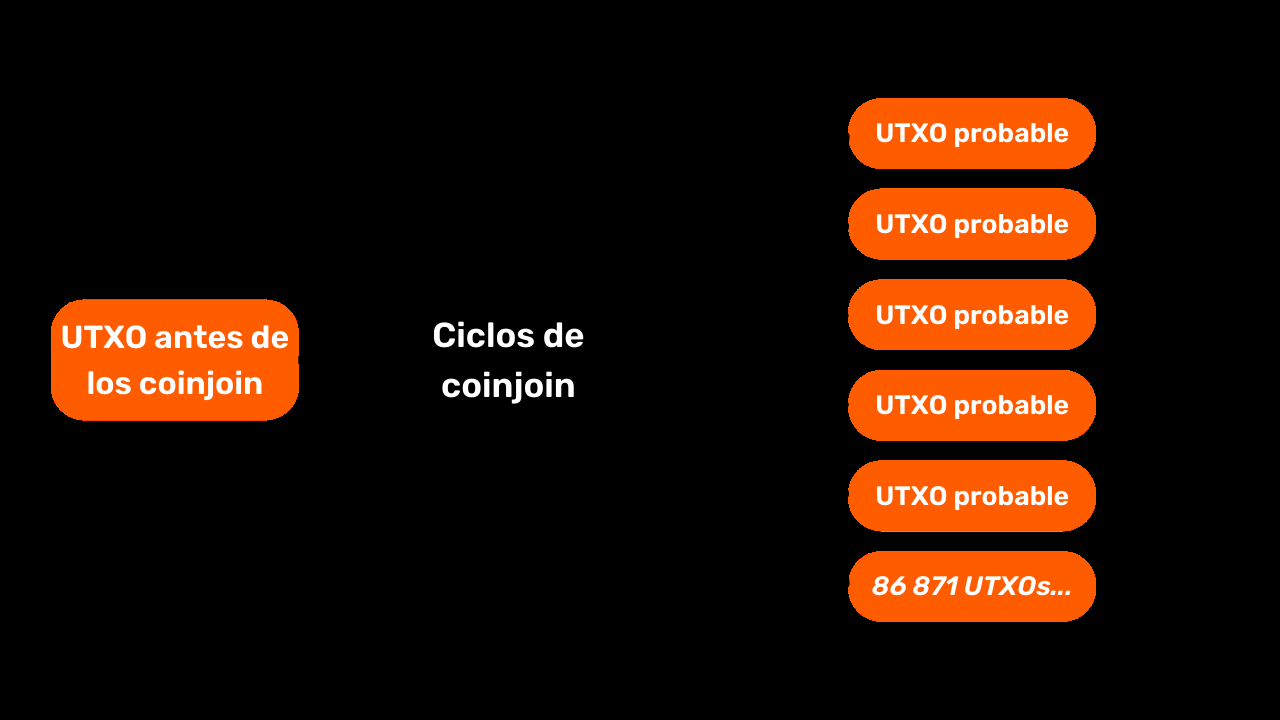 UTXO antes de
los coinjoin
Ciclos de
coinjoin
UTXO probable
UTXO probable
UTXO probable
UTXO probable
UTXO probable
86 871 UTXOs...